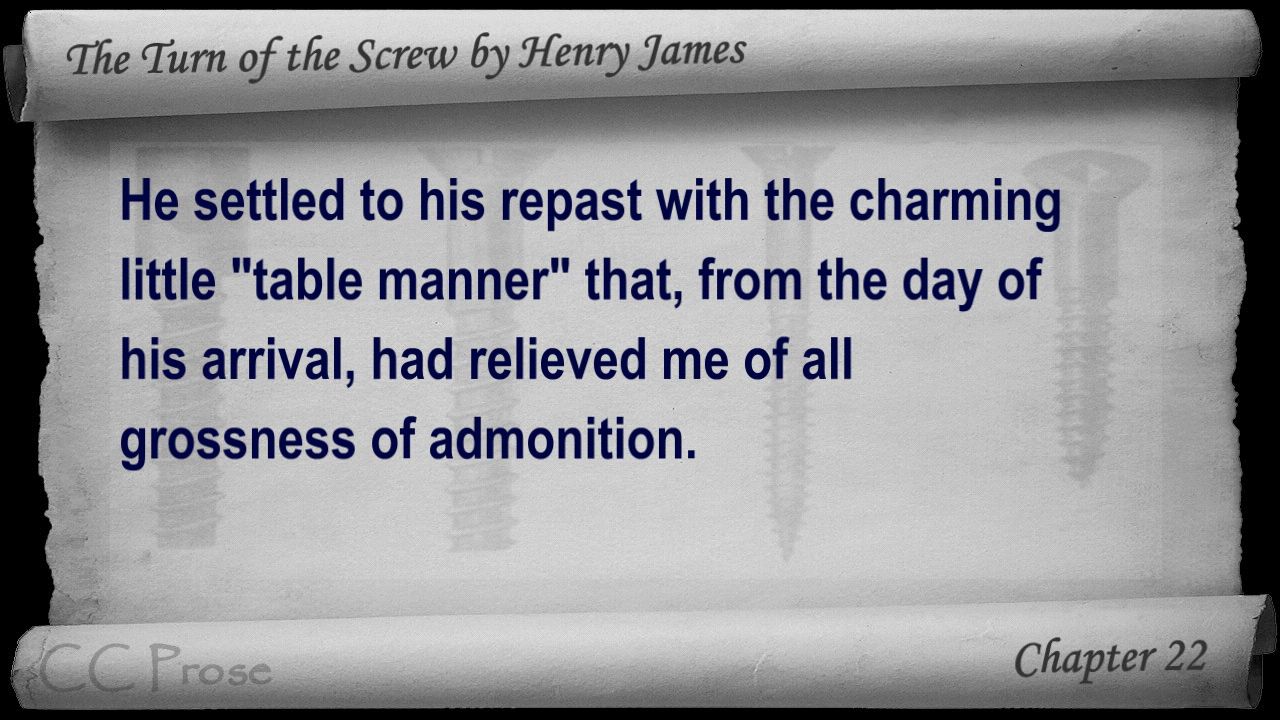 The Turn of the Screw by Henry James
He settled to his repast with the charming
little "table manner" that, from the day of
his arrival, had relieved me of all
grossness of admonition.
CC Prose
Chapter 22